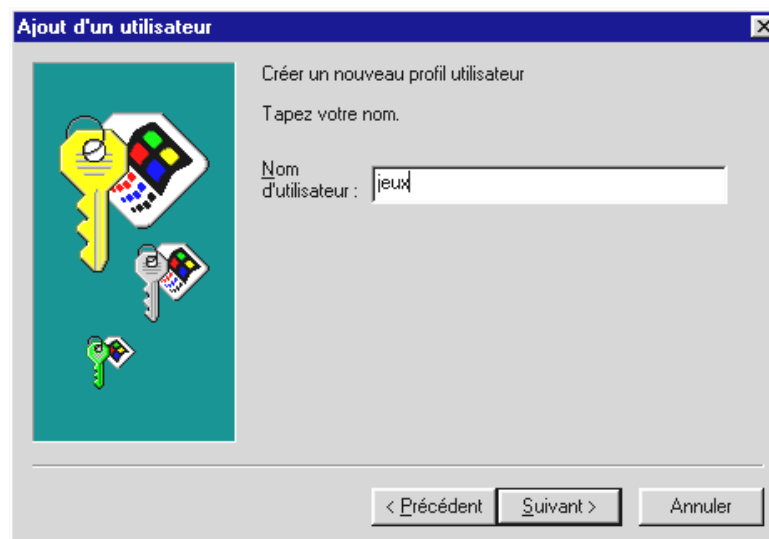 Ajout d'un utilisateur
Créer un nouveau profil utilisateur
Tapez votre nom.
Nom
d'utilisateur :
jeux
< Précédent
Suivant >
Annuler